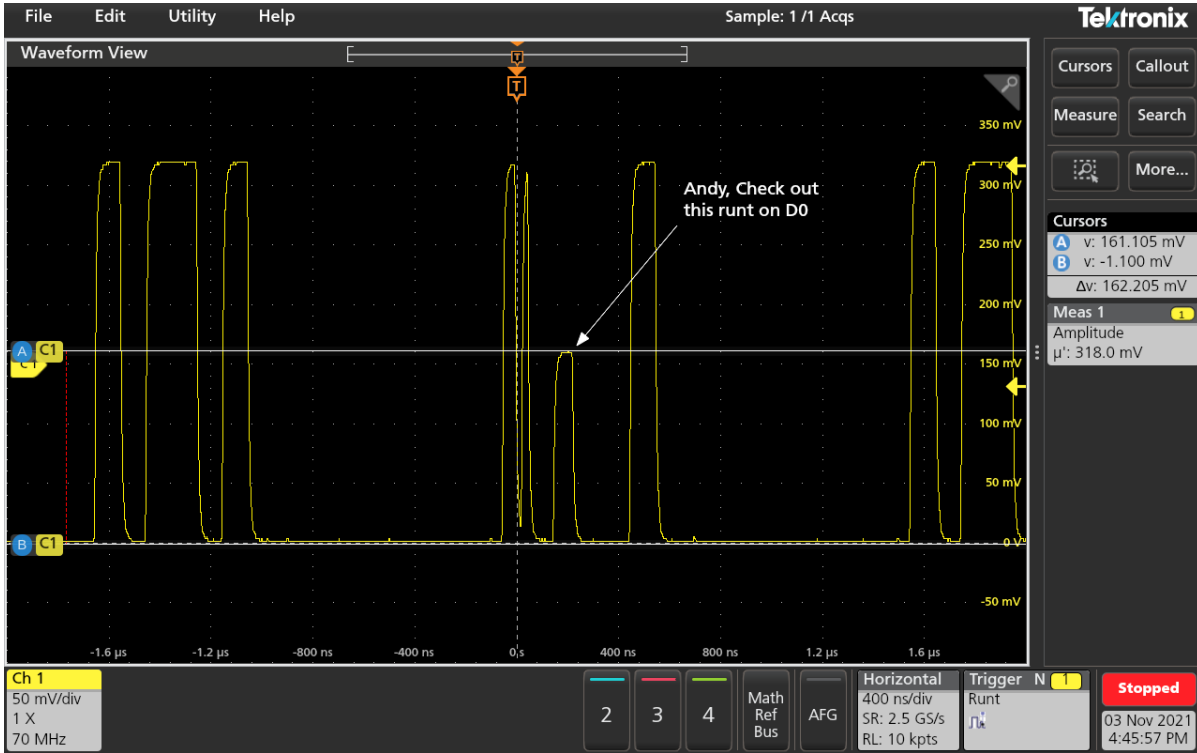 File Edit Utility Help Sample: 1 /1 Acqs Tektronix
Waveform View
T
T
Cursors Callout
Measure Search
More...
350 mV
300 mV
250 mV
200 mV
150 mV
100 mV
50 mV
0 V
-50 mV
Andy, Check out
this runt on D0
A C1
C1
B C1
-1.6 µs -1.2 µs -800 ns -400 ns 0 s 400 ns 800 ns 1.2 µs 1.6 µs
Cursors
A v: 161.105 mV
B v: -1.100 mV
Δv: 162.205 mV
Meas 1 1
Amplitude
µ': 318.0 mV
Ch 1
50 mV/div
1 X
70 MHz
2 3 4
Math
Ref
Bus
AFG
Horizontal
400 ns/div
SR: 2.5 GS/s
RL: 10 kpts
Trigger N 1
Runt
Stopped
03 Nov 2021
4:45:57 PM